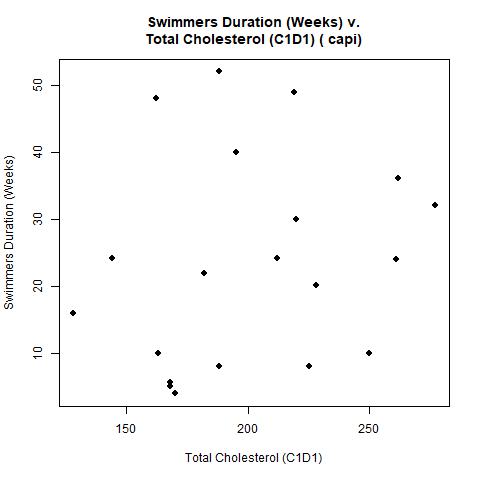 Swimmers Duration (Weeks) v.
Total Cholesterol (C1D1) ( capi)
Swimmers Duration (Weeks)
50
40
30
20
10
150
200
250
Total Cholesterol (C1D1)